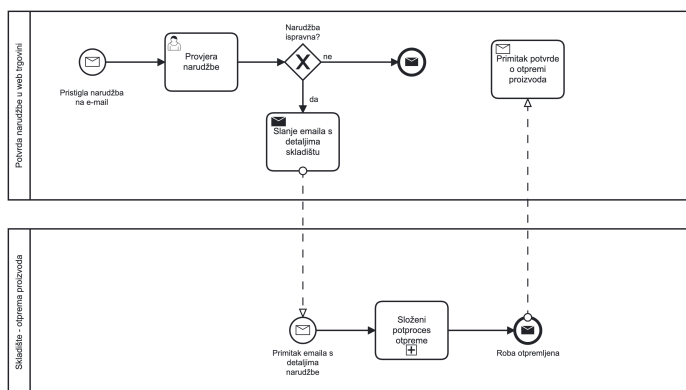 Potvrda narudžbe u web trgovini
Pristigla narudžba
na e-mail
Provjera
narudžbe
Narudžba
ispravna?
ne
da
Slanje emaila s
detaljima
skladištu
Primitak potvrde
o otpremi
proizvoda
Skladište - otprema proizvoda
Primitak emaila s
detaljima
narudžbe
Složeni
potproces
otpreme
Roba otpremljena